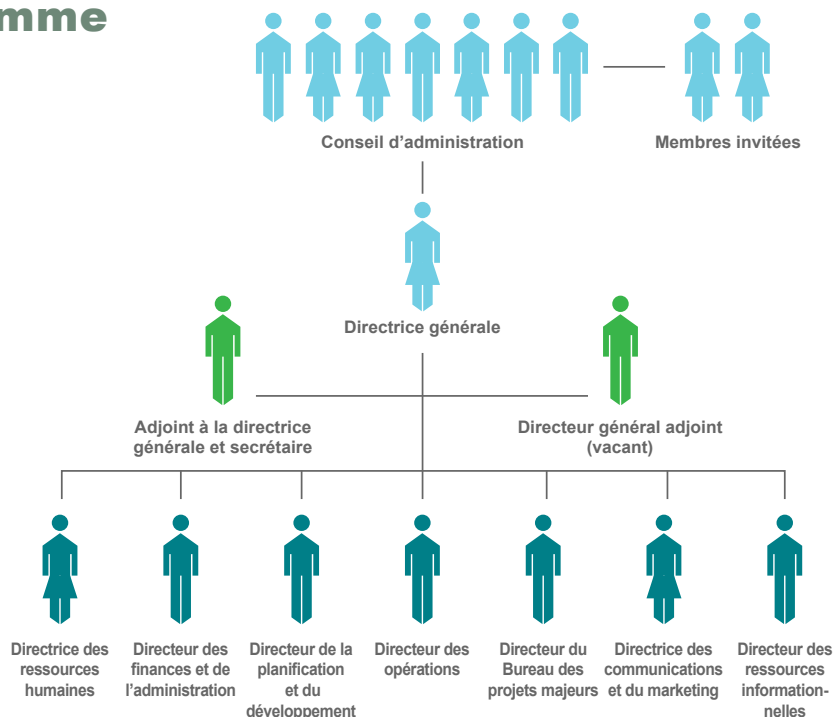 mme
Conseil d'administration
Membres invitées
Directrice générale
Adjoint à la directrice
générale et secrétaire
Directeur général adjoint
(vacant)
Directrice des
ressources
humaines
Directeur des
finances et de
l'administration
Directeur de la
planification
et du
développement
Directeur des
opérations
Directeur du
Bureau des
projets majeurs
Directrice des
communications
et du marketing
Directeur des
ressources
information-
nelles